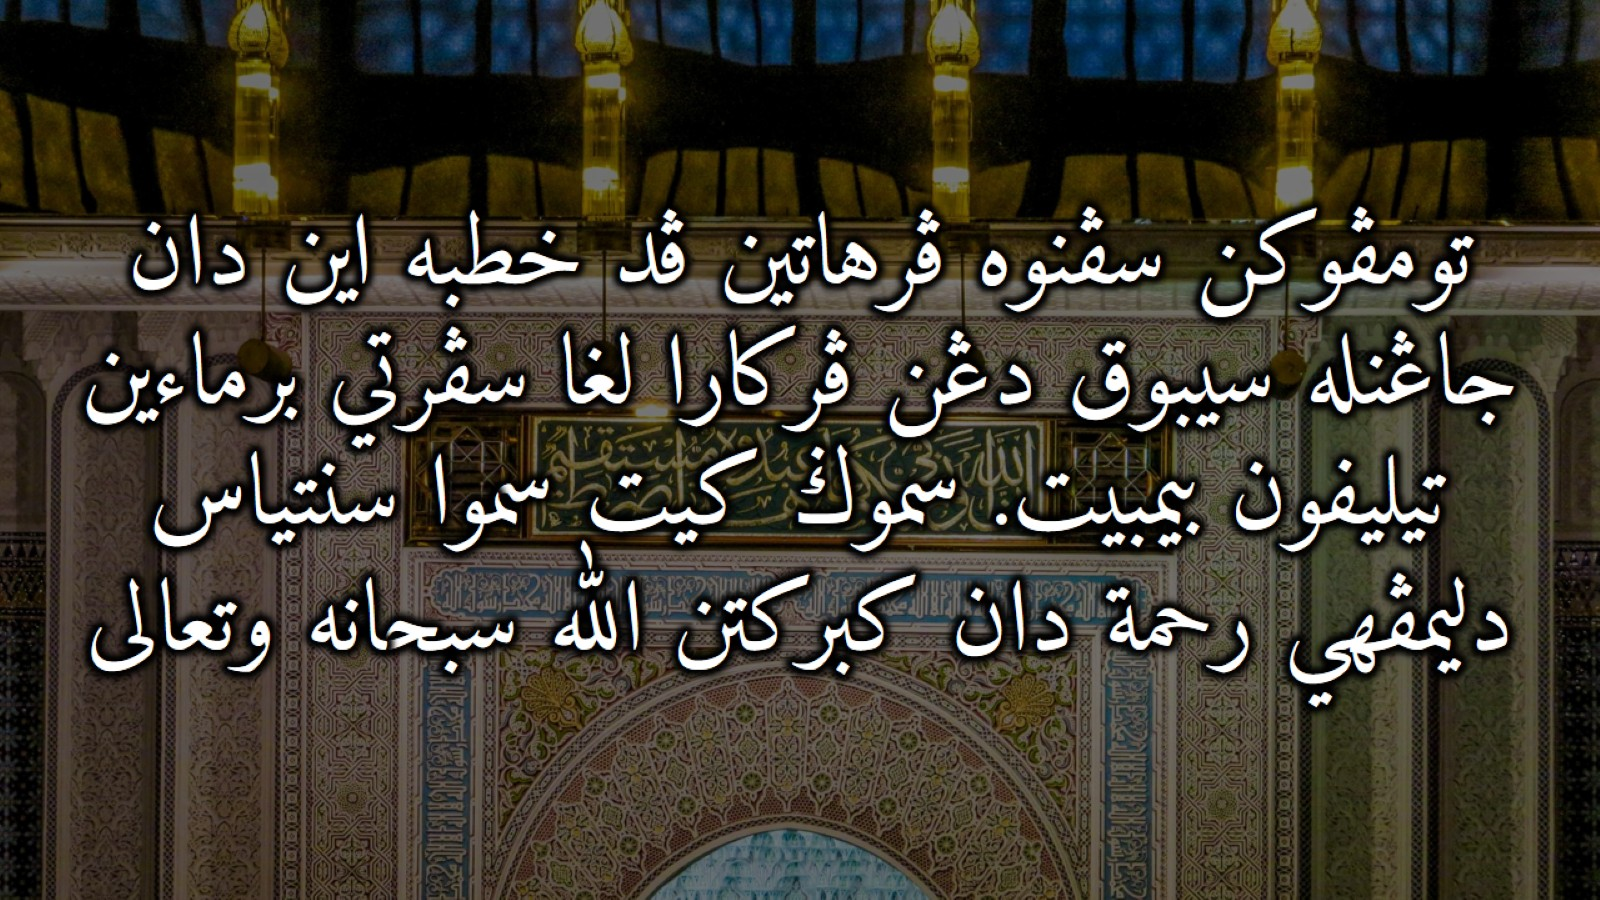 تومڤوكن سڤنوه ڤرهاتين ڤد خطبه اين دان
جاڠنله سيبوق دڠن ڤركارا لغا سڤرتي برماءين
تيليفون بيمبيت. سموݢ كيت سموا سنتياس
دليمڤهي رحمة دان كبركتن الله سبحانه وتعالى